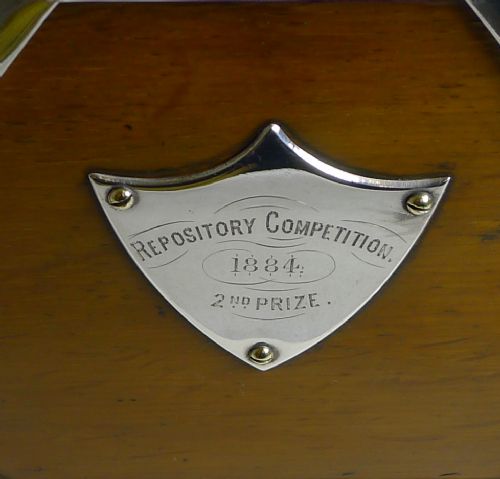 REPOSITORY COMPETITION.
1884.
2ND PRIZE.